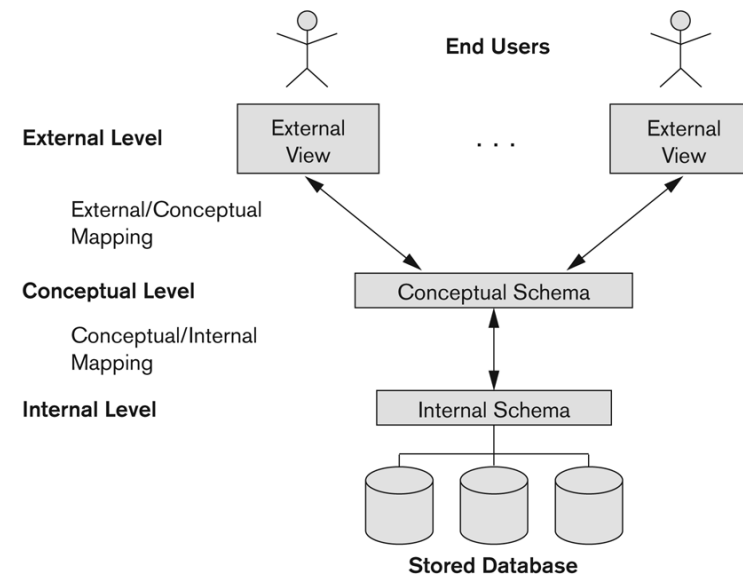 End Users
External Level
External
View
. . .
External
View
External/Conceptual
Mapping
Conceptual Level
Conceptual Schema
Conceptual/Internal
Mapping
Internal Level
Internal Schema
Stored Database